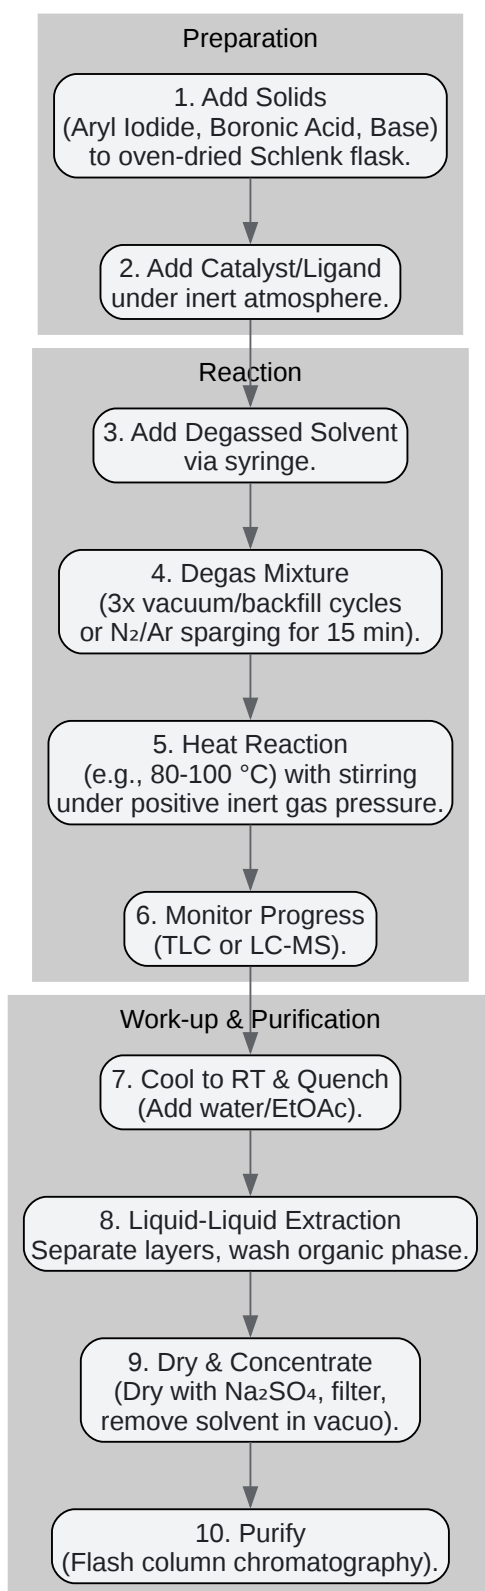 Preparation
1. Add Solids
(Aryl Iodide, Boronic Acid, Base)
to oven-dried Schlenk flask.
2. Add Catalyst/Ligand
under inert atmosphere.
Reaction
3. Add Degassed Solvent
via syringe.
4. Degas Mixture
(3x vacuum/backfill cycles
or N₂/Ar sparging for 15 min).
5. Heat Reaction
(e.g., 80-100 °C) with stirring
under positive inert gas pressure.
6. Monitor Progress
(TLC or LC-MS).
Work-up & Purification
7. Cool to RT & Quench
(Add water/EtOAc).
8. Liquid-Liquid Extraction
Separate layers, wash organic phase.
9. Dry & Concentrate
(Dry with Na₂SO₄, filter,
remove solvent in vacuo).
10. Purify
(Flash column chromatography).